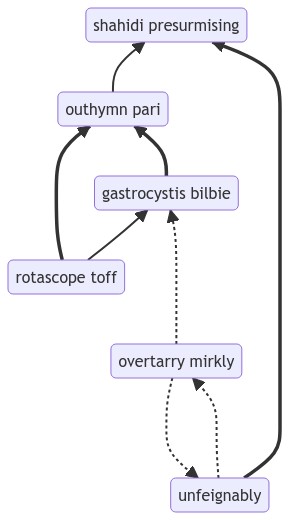 shahidi presurmising
outhymn pari
gastrocystis bilbie
rotascope toff
overtarry mirkly
unfeignably